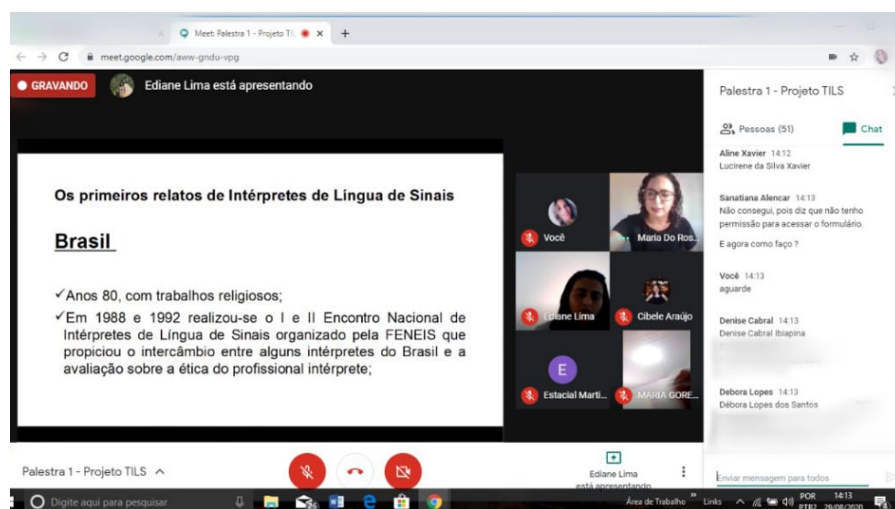 Meet: Palestra 1 - Projeto TIL
meet.google.com/aww-gndu-vpg
GRAVANDO
Ediane Lima está apresentando
Os primeiros relatos de Intérpretes de Língua de Sinais
Brasil
✓Anos 80, com trabalhos religiosos;
✓Em 1988 e 1992 realizou-se o I e II Encontro Nacional de
Intérpretes de Língua de Sinais organizado pela FENEIS que
propiciou o intercâmbio entre alguns intérpretes do Brasil e a
avaliação sobre a ética do profissional intérprete;
Você
Maria Do Ros...
Ediane Lima
Cibele Araújo
E
Estacial Marti...
MARIA GORE...
Palestra 1 - Projeto TILS
Pessoas (51)
Chat
Aline Xavier 14:12
Lucirene da Silva Xavier
Sanatiana Alencar 14:13
Não consegui, pois diz que não tenho
permissão para acessar o formulário.
E agora como faço ?
Você 14:13
aguarde
Denise Cabral 14:13
Denise Cabral Ibiapina
Debora Lopes 14:13
Débora Lopes dos Santos
Enviar mensagem para todos
Palestra 1 - Projeto TILS
Ediane Lima
está apresentando
Digite aqui para pesquisar
Área de Trabalho
Links
POR
14:13
PTB2
29/08/2020